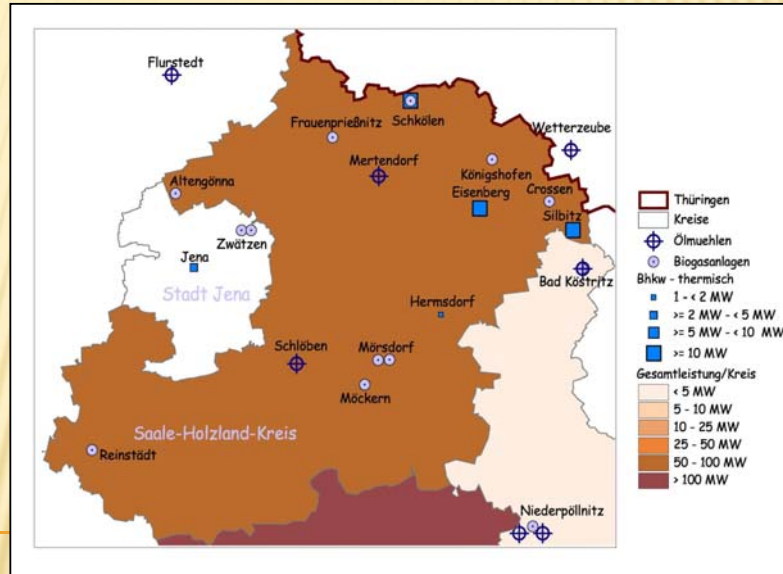 Flurstedt
Schkölen
Frauenprießnitz
Wetterzeube
Mertendorf
Königshofen
Altengönna
Eisenberg
Crossen
Silbitz
Zwätzen
Jena
Bad Köstritz
Stadt Jena
Hermsdorf
Schlöben
Mörsdorf
Möckern
Saale-Holzland-Kreis
Reinstädt
Niederpöllnitz
Thüringen
Kreise
Ölmuehlen
Biogasanlagen
Bhkw - thermisch
1 - < 2 MW
>= 2 MW - < 5 MW
>= 5 MW - < 10 MW
>= 10 MW
Gesamtleistung/Kreis
< 5 MW
5 - 10 MW
10 - 25 MW
25 - 50 MW
50 - 100 MW
> 100 MW